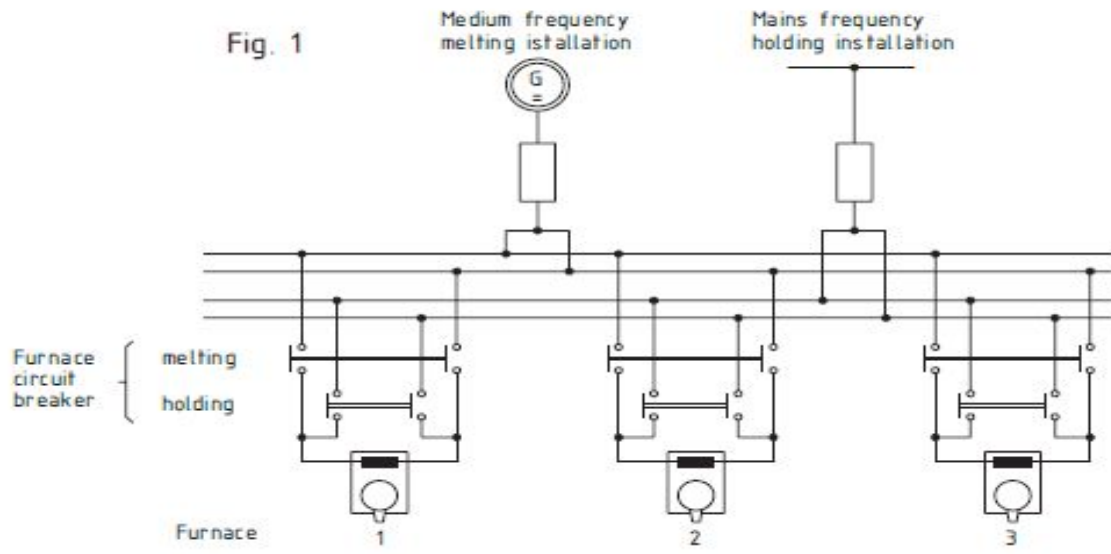 Fig. 1
Medium frequency
melting istallation
Mains frequency
holding installation
G
=
Furnace
circuit
breaker
melting
holding
Furnace
1
2
3